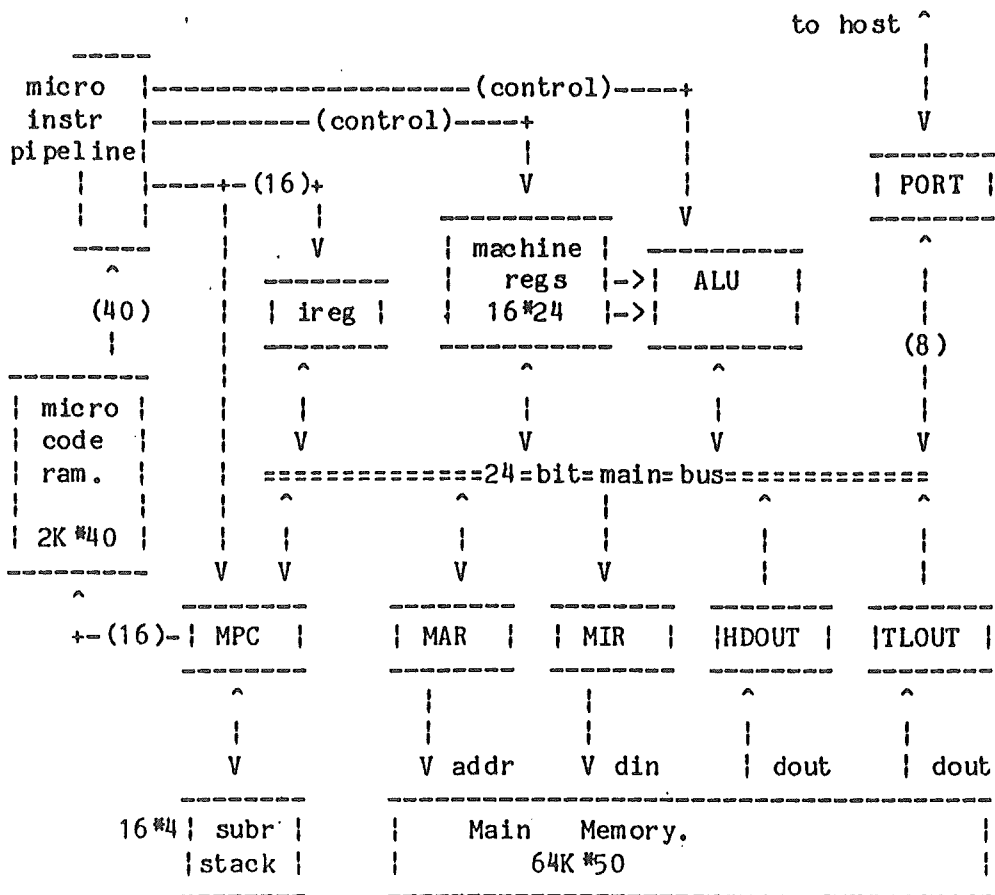 to host
micro (control)
instr (control)
pipeline
(16) PORT
machine
regs ALU
(40) ireg 16*24
(8)
micro
code
ram. 24 bit main bus
2K*40
(16) MPC MAR MIR HDOUT TLOUT
addr din dout dout
16*4 subr Main Memory.
stack 64K*50